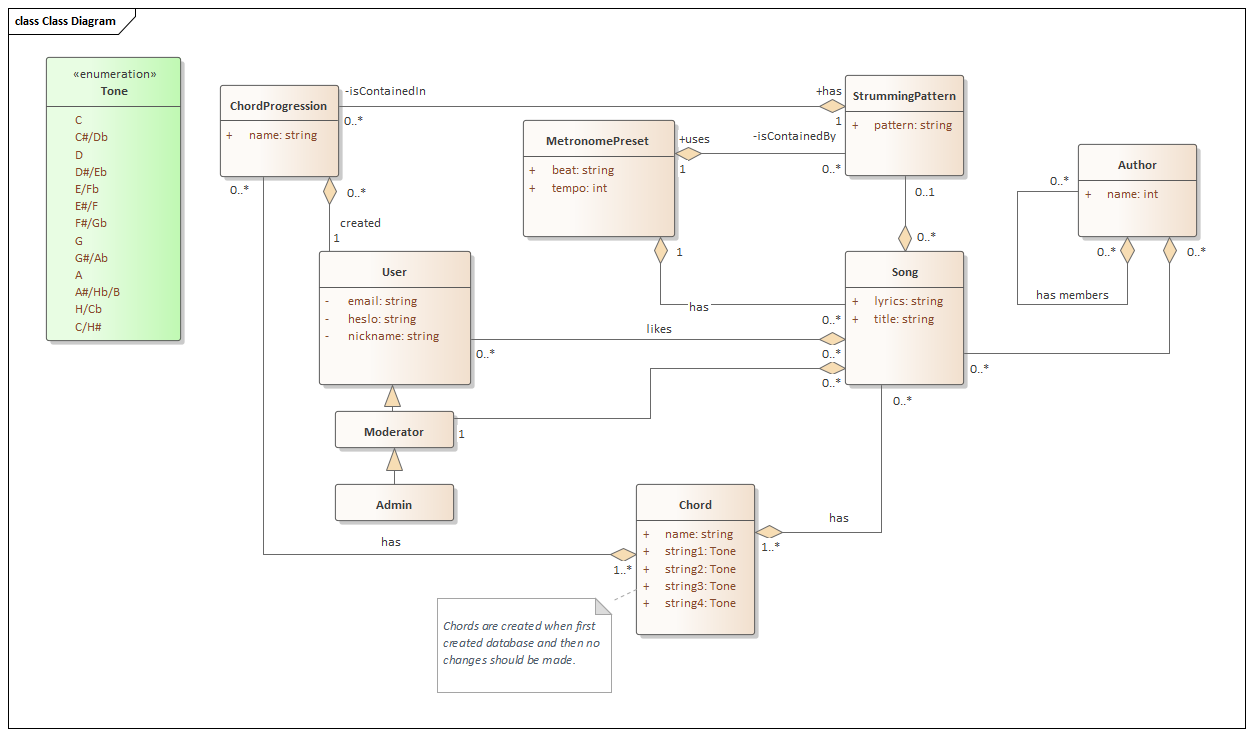 class Class Diagram
«enumeration»
Tone
C
C#/Db
D
D#/Eb
E/Fb
E#/F
F#/Gb
G
G#/Ab
A
A#/Hb/B
H/Cb
C/H#
ChordProgression
+ name: string
-isContainedIn
0..*
+has
1
StrummingPattern
+ pattern: string
MetronomePreset
+ beat: string
+ tempo: int
+uses
1
-isContainedBy
0..*
Author
+ name: int
0..*
0..*
0..*
has members
0..*
0..*
created
1
0..1
0..*
1
has
0..*
User
- email: string
- heslo: string
- nickname: string
Song
+ lyrics: string
+ title: string
likes
0..*
0..*
0..*
0..*
0..*
Moderator
1
Admin
has
1..*
Chord
+ name: string
+ string1: Tone
+ string2: Tone
+ string3: Tone
+ string4: Tone
has
1..*
Chords are created when first
created database and then no
changes should be made.